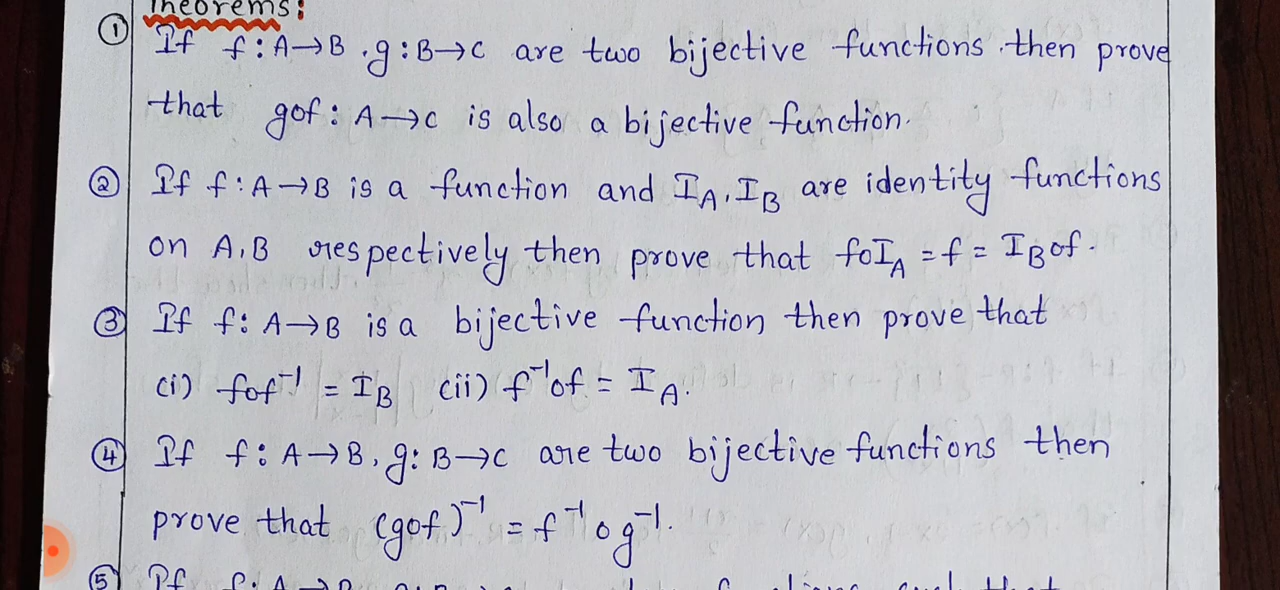 Theorems:
① If f : A→B , g : B→C are two bijective functions then prove
that gof : A→C is also a bijective function.
② If f : A→B is a function and I_A, I_B are identity functions
on A, B respectively then prove that foI_A = f = I_Bof.
③ If f : A→B is a bijective function then prove that
(i) fof⁻¹ = I_B (ii) f⁻¹of = I_A.
④ If f : A→B, g : B→C are two bijective functions then
prove that (gof)⁻¹ = f⁻¹og⁻¹.
⑤ If f : A→B